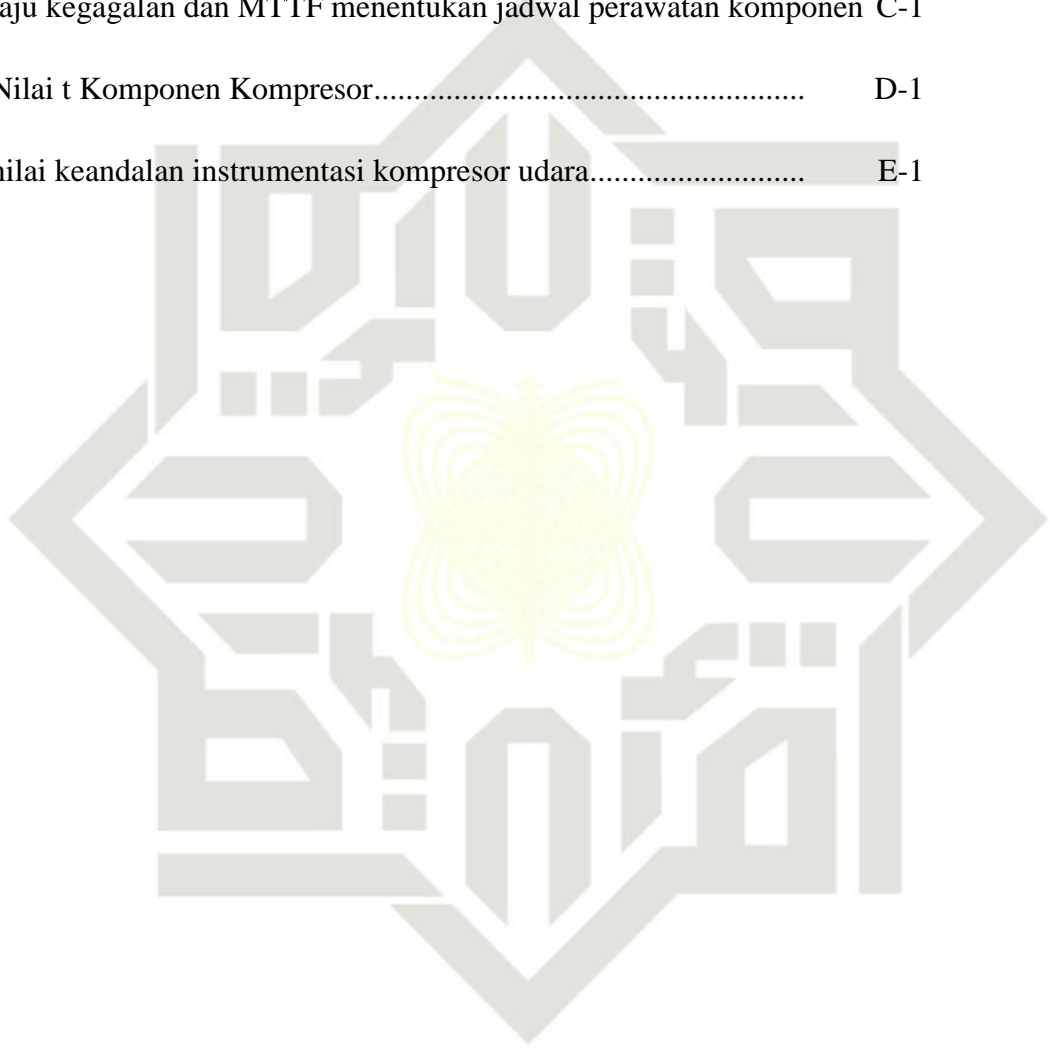 aju kegagalan dan MTTF menentukan jadwal perawatan komponen C-1
Nilai t Komponen Kompresor...................................................... D-1
nilai keandalan instrumentasi kompresor udara........................... E-1